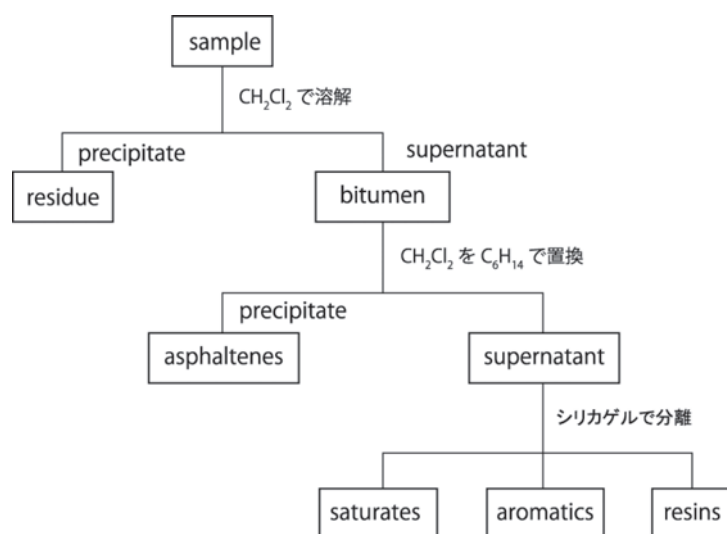 sample
CH₂Cl₂ で溶解
precipitate
supernatant
residue
bitumen
CH₂Cl₂ を C₆H₁₄ で置換
precipitate
asphaltenes
supernatant
シリカゲルで分離
saturates
aromatics
resins